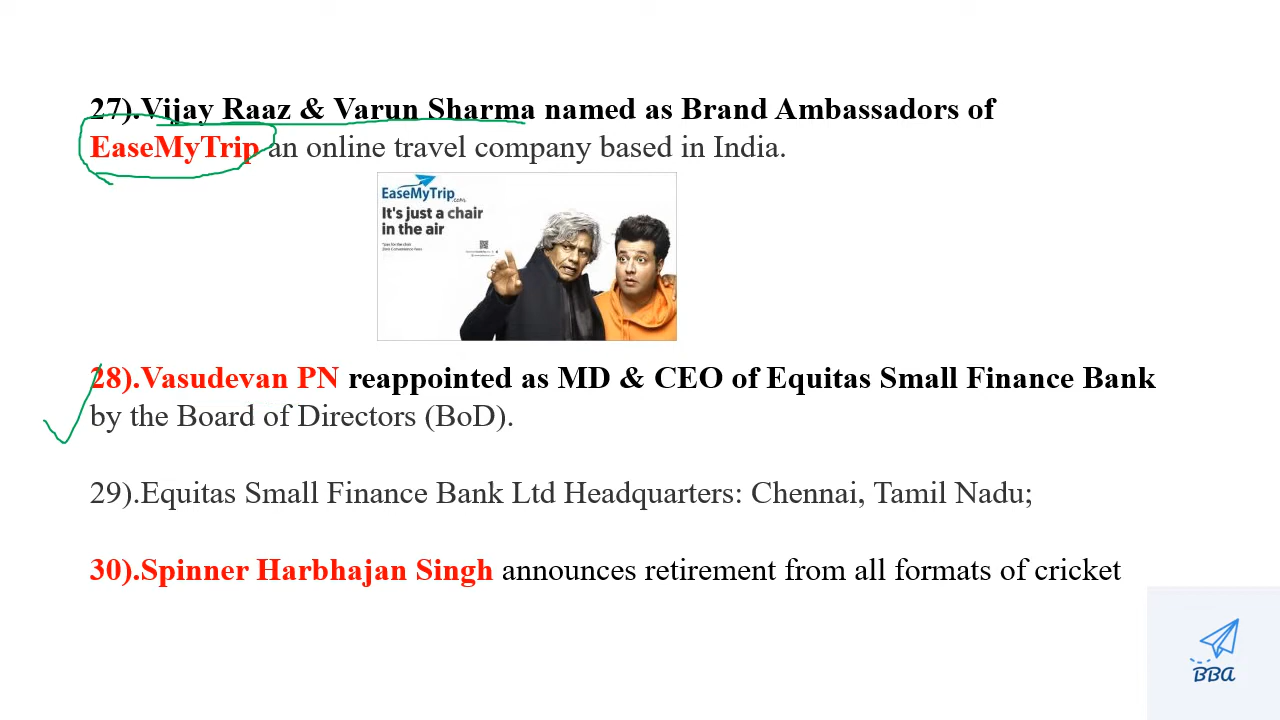 27).Vijay Raaz & Varun Sharma named as Brand Ambassadors of
EaseMyTrip an online travel company based in India.
EaseMyTrip.com
It's just a chair
in the air
28).Vasudevan PN reappointed as MD & CEO of Equitas Small Finance Bank
by the Board of Directors (BoD).
29).Equitas Small Finance Bank Ltd Headquarters: Chennai, Tamil Nadu;
30).Spinner Harbhajan Singh announces retirement from all formats of cricket
BBA